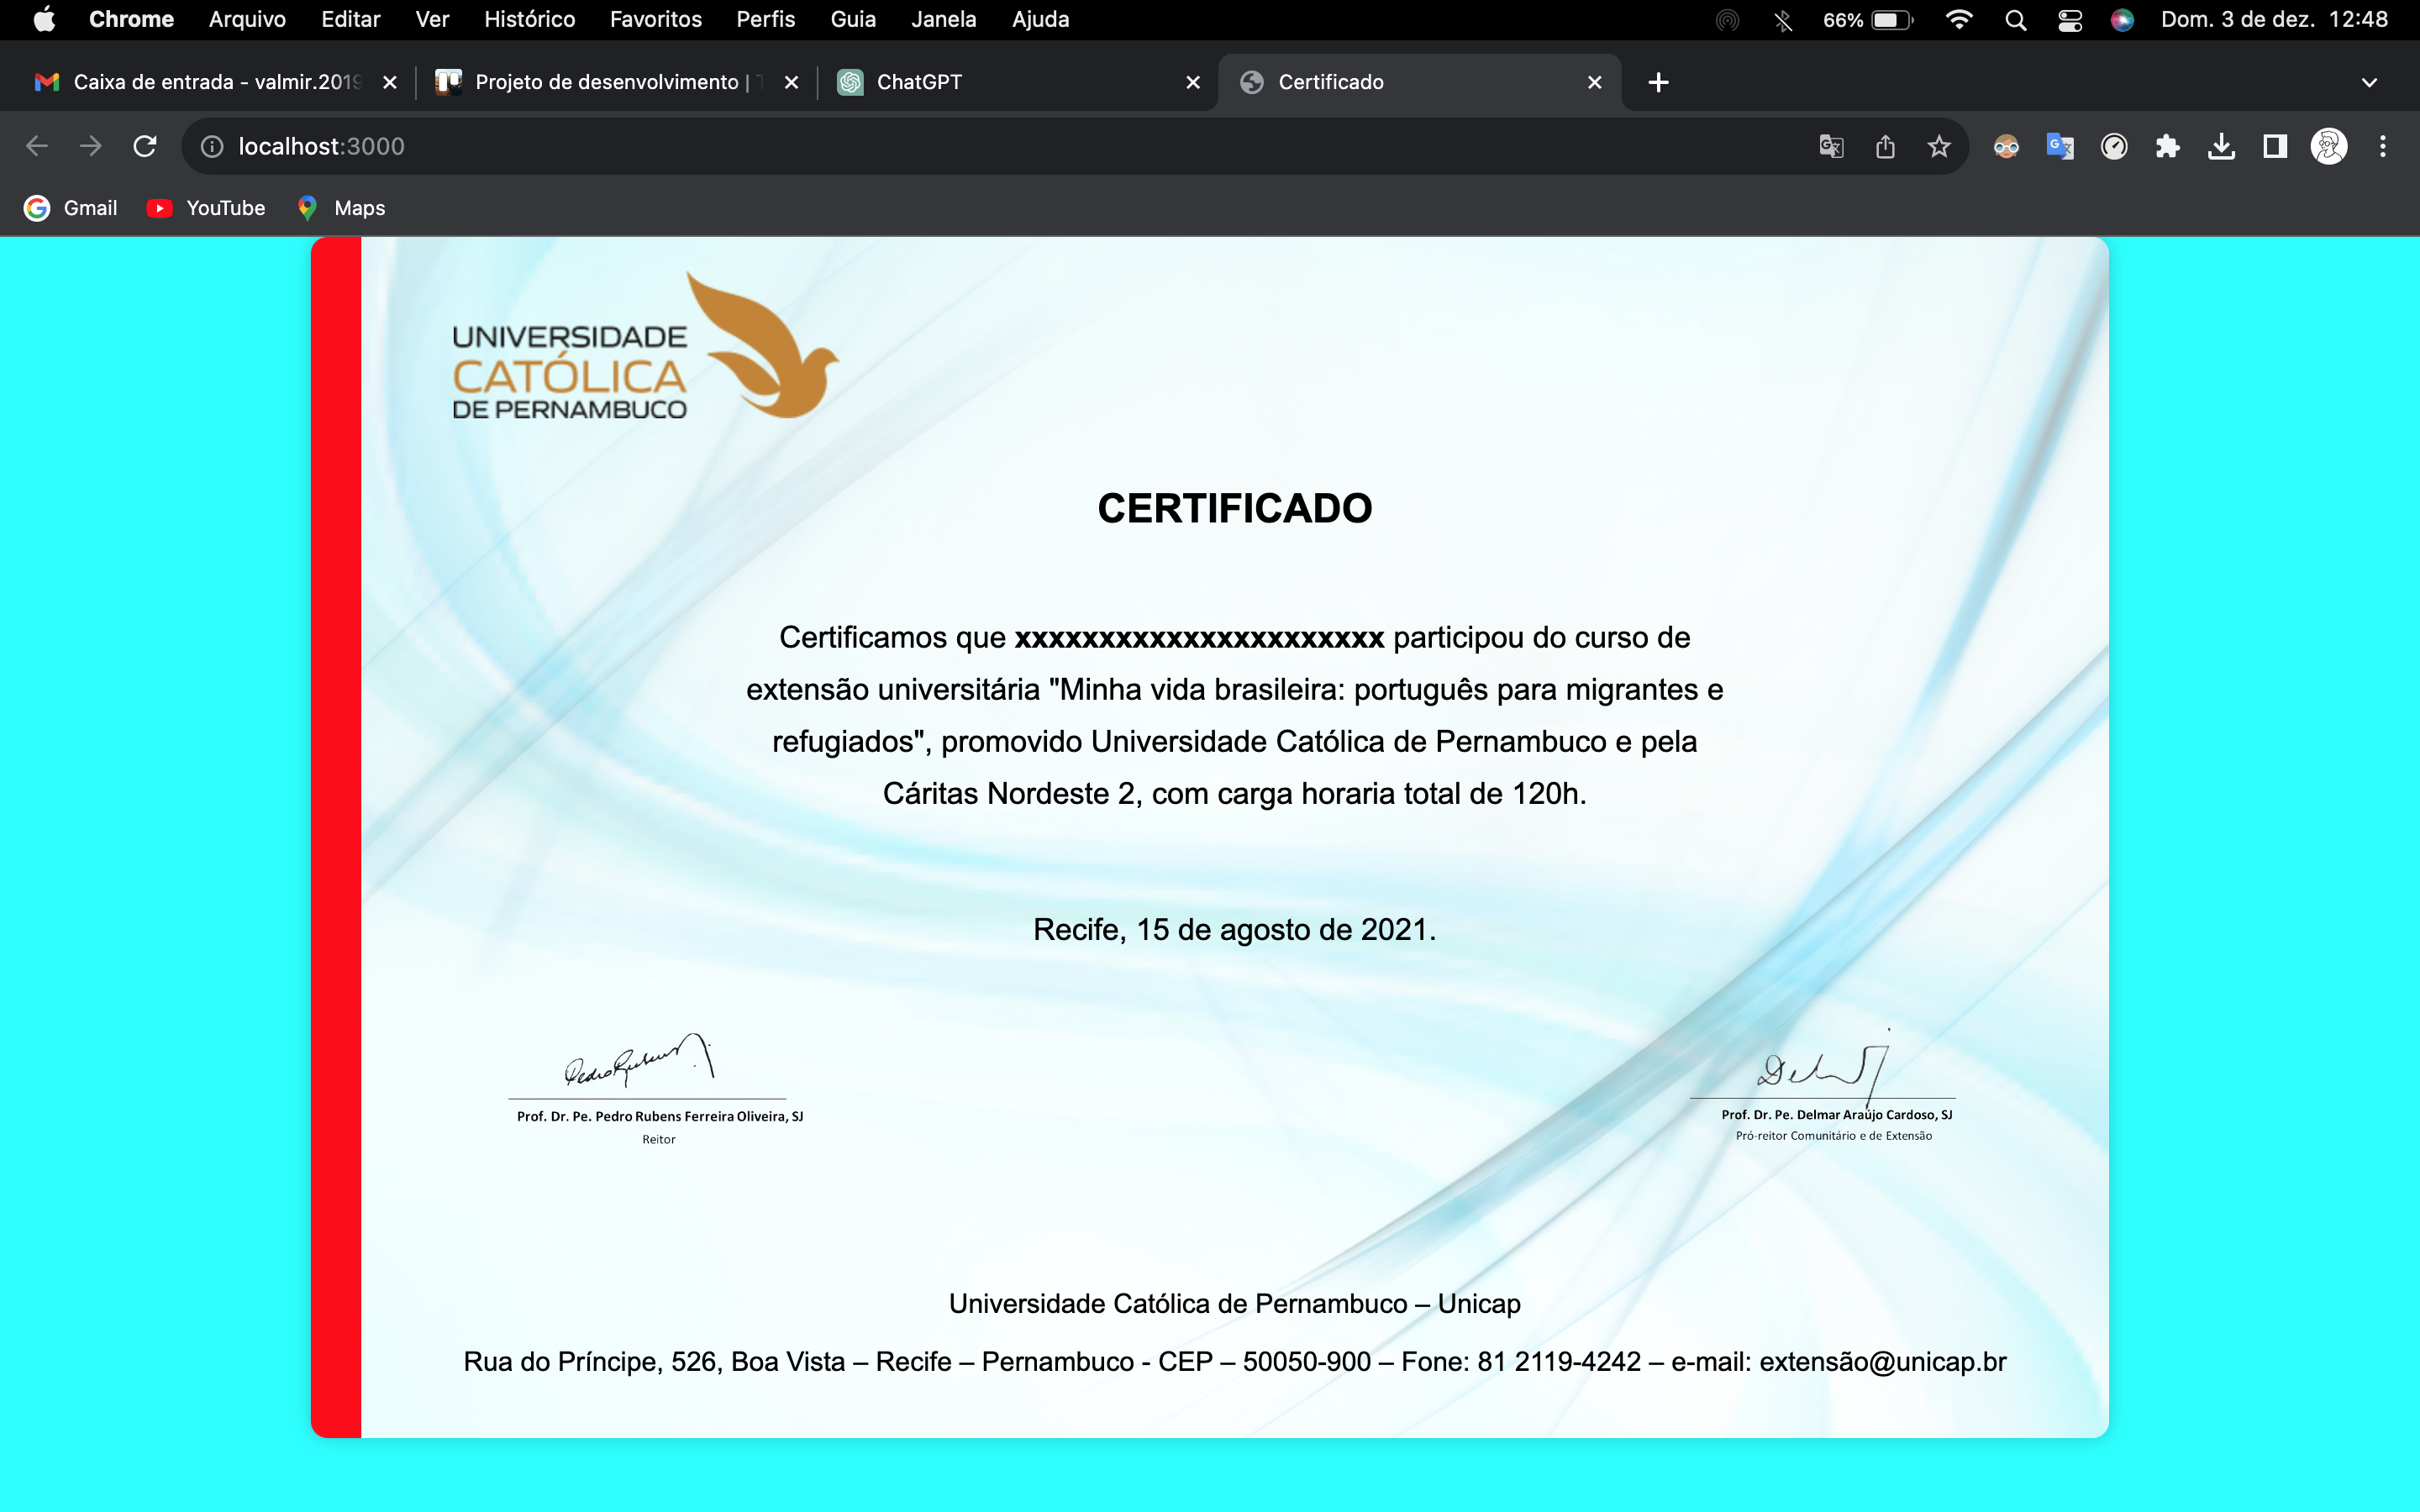 Chrome Arquivo Editar Ver Histórico Favoritos Perfis Guia Janela Ajuda 66% Dom. 3 de dez. 12:48
Caixa de entrada - valmir.2019 Projeto de desenvolvimento | T ChatGPT Certificado
localhost:3000
Gmail YouTube Maps
UNIVERSIDADE
CATÓLICA
DE PERNAMBUCO
CERTIFICADO
Certificamos que xxxxxxxxxxxxxxxxxxxxxx participou do curso de
extensão universitária "Minha vida brasileira: português para migrantes e
refugiados", promovido Universidade Católica de Pernambuco e pela
Cáritas Nordeste 2, com carga horaria total de 120h.
Recife, 15 de agosto de 2021.
Prof. Dr. Pe. Pedro Rubens Ferreira Oliveira, SJ
Reitor
Prof. Dr. Pe. Delmar Araújo Cardoso, SJ
Pró-reitor Comunitário e de Extensão
Universidade Católica de Pernambuco – Unicap
Rua do Príncipe, 526, Boa Vista – Recife – Pernambuco - CEP – 50050-900 – Fone: 81 2119-4242 – e-mail: extensão@unicap.br